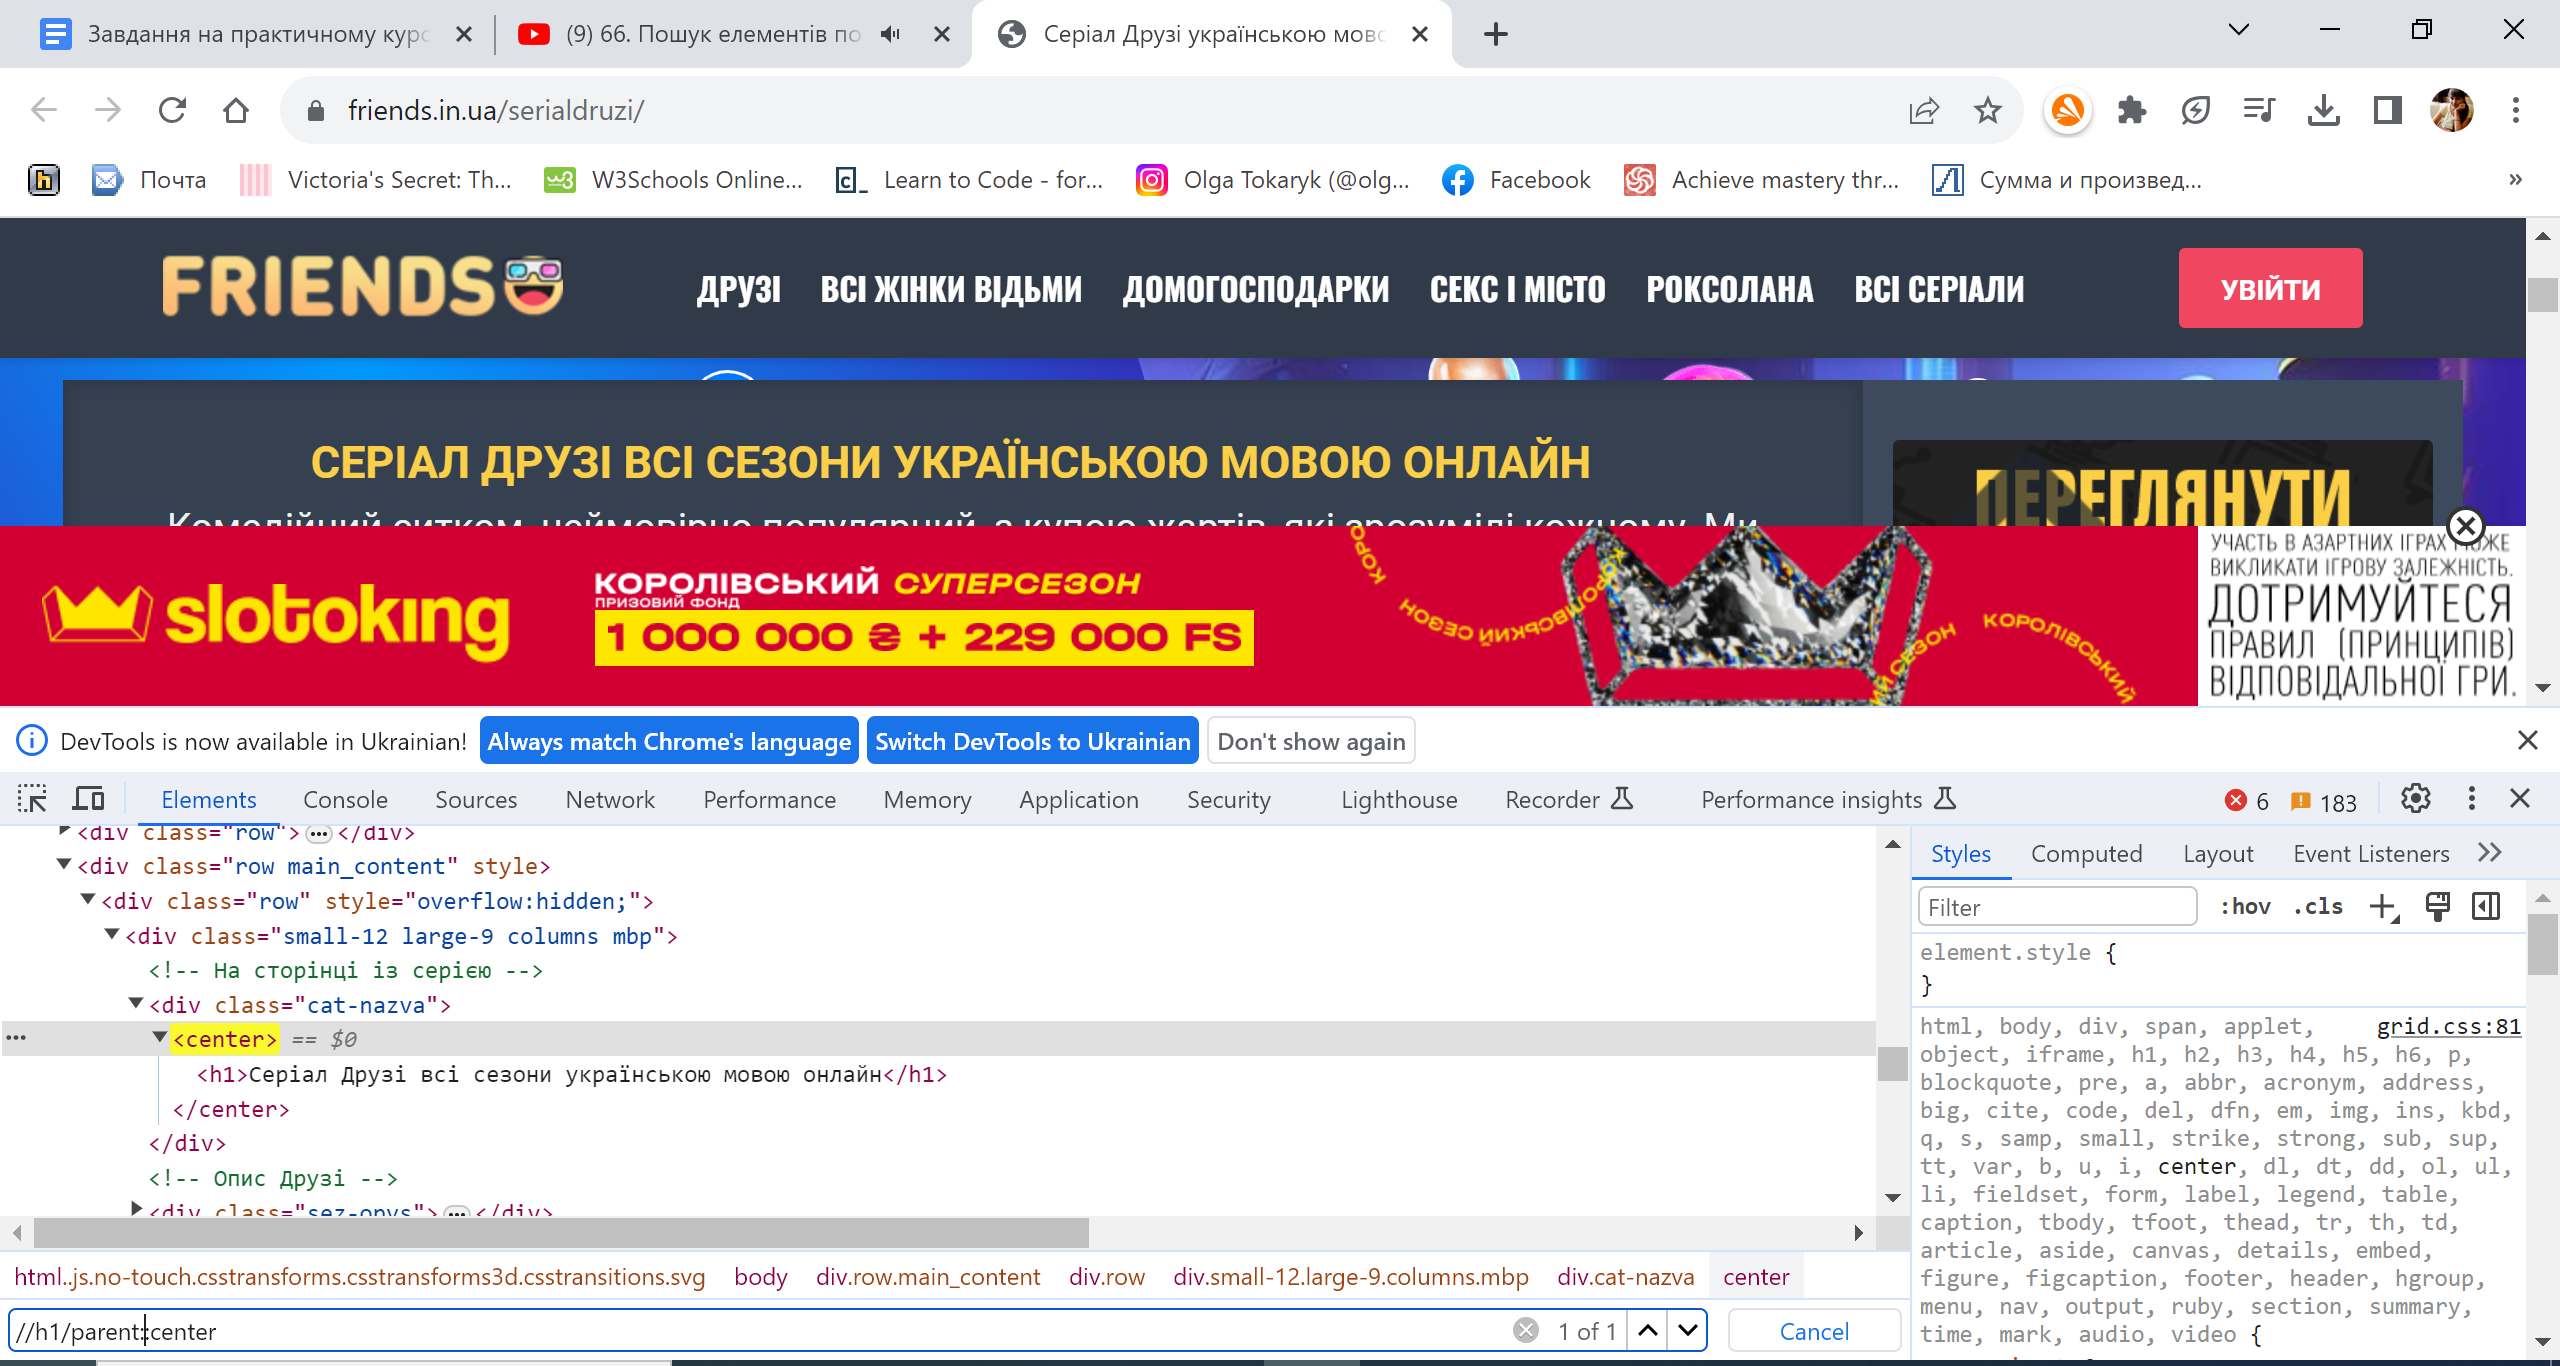 Завдання на практичному курс
(9) 66. Пошук елементів по
Серіал Друзі українською мово
friends.in.ua/serialdruzi/
Почта
Victoria's Secret: Th...
W3Schools Online...
Learn to Code - for...
Olga Tokaryk (@olg...
Facebook
Achieve mastery thr...
Сумма и произвед...
»
FRIENDS
ДРУЗІ
ВСІ ЖІНКИ ВІДЬМИ
ДОМОГОСПОДАРКИ
СЕКС І МІСТО
РОКСОЛАНА
ВСІ СЕРІАЛИ
УВІЙТИ
СЕРІАЛ ДРУЗІ ВСІ СЕЗОНИ УКРАЇНСЬКОЮ МОВОЮ ОНЛАЙН
Комедійний ситком, неймовірно популярний, з купою жартів, які зрозумілі кожному. Ми
ПЕРЕГЛЯНУТИ
slotoking
КОРОЛІВСЬКИЙ СУПЕРСЕЗОН
ПРИЗОВИЙ ФОНД
1 000 000 ₴ + 229 000 FS
КОРОЛІВСЬКИЙ СЕЗОН
КОРОЛІВСЬКИЙ
УЧАСТЬ В АЗАРТНИХ ІГРАХ МОЖЕ
ВИКЛИКАТИ ІГРОВУ ЗАЛЕЖНІСТЬ.
ДОТРИМУЙТЕСЯ
ПРАВИЛ (ПРИНЦИПІВ)
ВІДПОВІДАЛЬНОЇ ГРИ.
DevTools is now available in Ukrainian!
Always match Chrome's language
Switch DevTools to Ukrainian
Don't show again
Elements
Console
Sources
Network
Performance
Memory
Application
Security
Lighthouse
Recorder
Performance insights
6
183
<div class="row">…</div>
<div class="row main_content" style>
<div class="row" style="overflow:hidden;">
<div class="small-12 large-9 columns mbp">
<!-- На сторінці із серією -->
<div class="cat-nazva">
<center> == $0
<h1>Серіал Друзі всі сезони українською мовою онлайн</h1>
</center>
</div>
<!-- Опис Друзі -->
<div class="sez-opys">…</div>
html..js.no-touch.csstransforms.csstransforms3d.csstransitions.svg
body
div.row.main_content
div.row
div.small-12.large-9.columns.mbp
div.cat-nazva
center
//h1/parent::center
1 of 1
Cancel
Styles
Computed
Layout
Event Listeners
Filter
:hov
.cls
element.style {
}
html, body, div, span, applet, grid.css:81
object, iframe, h1, h2, h3, h4, h5, h6, p,
blockquote, pre, a, abbr, acronym, address,
big, cite, code, del, dfn, em, img, ins, kbd,
q, s, samp, small, strike, strong, sub, sup,
tt, var, b, u, i, center, dl, dt, dd, ol, ul,
li, fieldset, form, label, legend, table,
caption, tbody, tfoot, thead, tr, th, td,
article, aside, canvas, details, embed,
figure, figcaption, footer, header, hgroup,
menu, nav, output, ruby, section, summary,
time, mark, audio, video {